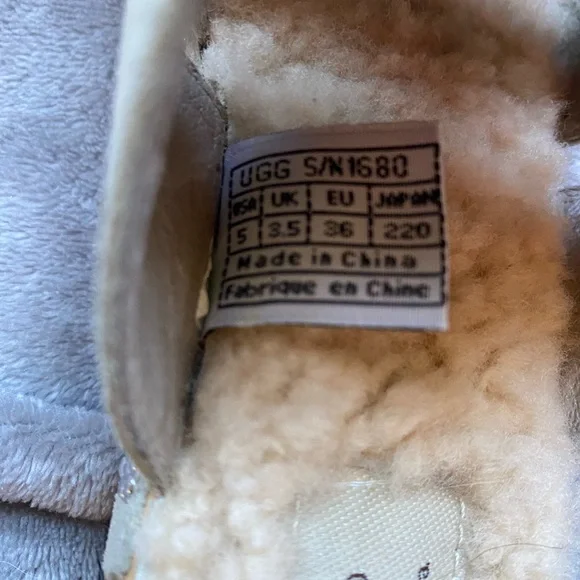 UGG S/N1680
USA UK EU JAPAN
5 3.5 36 220
Made in China
Fabrique en Chine